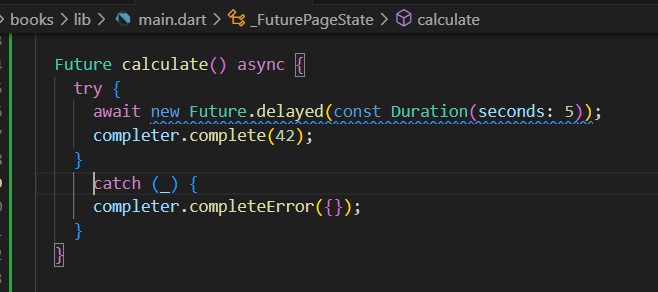 books > lib > main.dart > _FuturePageState > calculate
Future calculate() async {
try {
await new Future.delayed(const Duration(seconds: 5));
completer.complete(42);
}
catch (_) {
completer.completeError({});
}
}